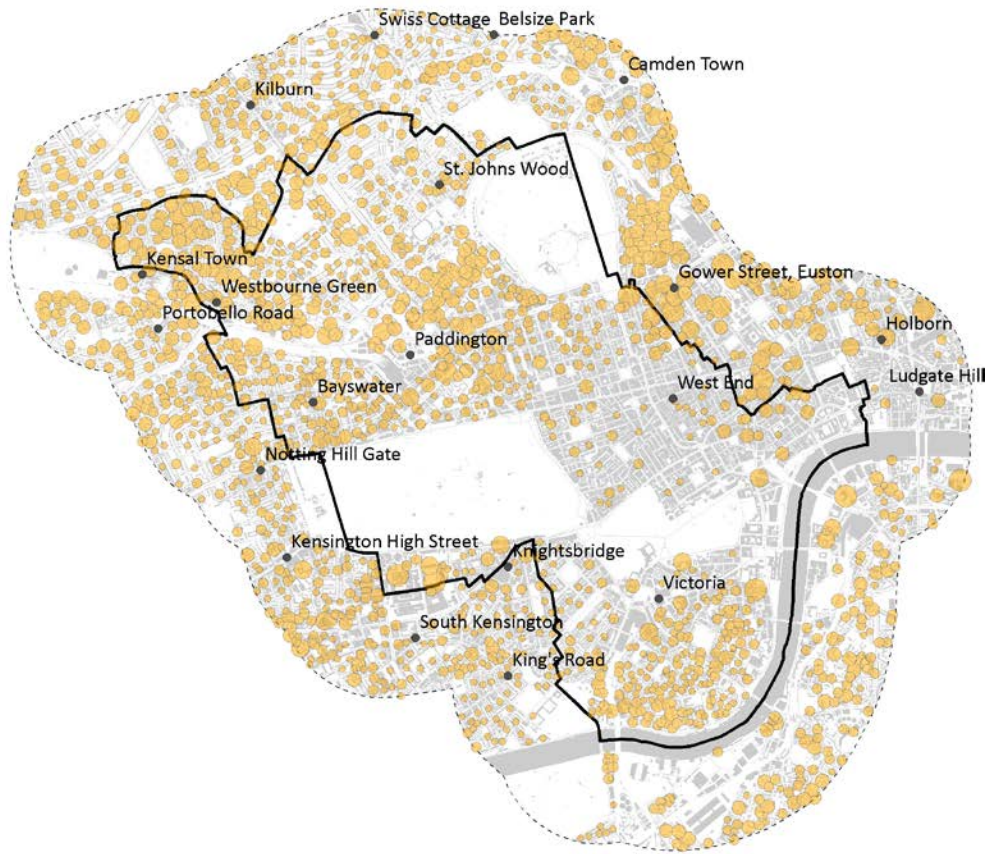 Swiss Cottage
Belsize Park
Camden Town
Kilburn
St. Johns Wood
Kensal Town
Gower Street, Euston
Westbourne Green
Portobello Road
Holborn
Paddington
Bayswater
West End
Ludgate Hill
Notting Hill Gate
Kensington High Street
Knightsbridge
Victoria
South Kensington
King's Road